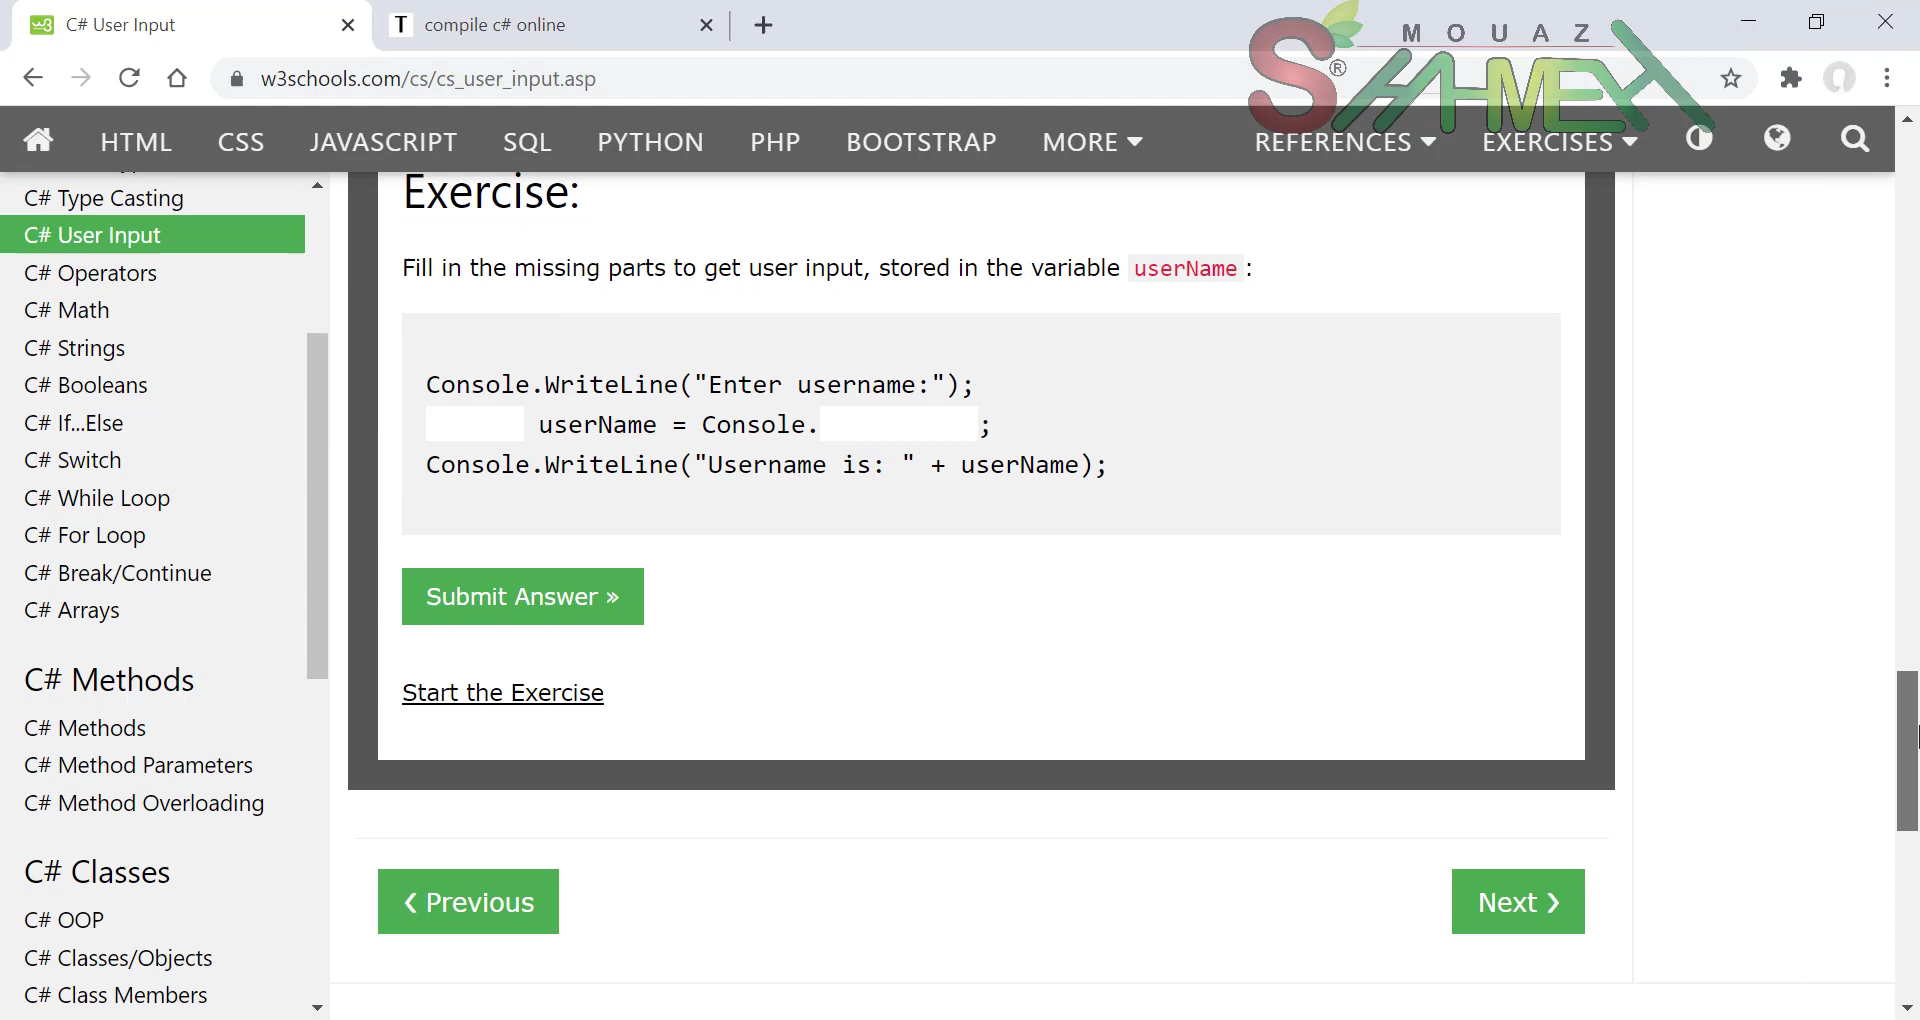 C# User Input
compile c# online
w3schools.com/cs/cs_user_input.asp
MOUAZ
S®HAHMEH
HTML CSS JAVASCRIPT SQL PYTHON PHP BOOTSTRAP MORE REFERENCES EXERCISES
C# Type Casting
C# User Input
C# Operators
C# Math
C# Strings
C# Booleans
C# If...Else
C# Switch
C# While Loop
C# For Loop
C# Break/Continue
C# Arrays
C# Methods
C# Methods
C# Method Parameters
C# Method Overloading
C# Classes
C# OOP
C# Classes/Objects
C# Class Members
Exercise:
Fill in the missing parts to get user input, stored in the variable userName:
Console.WriteLine("Enter username:");
userName = Console. ;
Console.WriteLine("Username is: " + userName);
Submit Answer »
Start the Exercise
❮ Previous
Next ❯